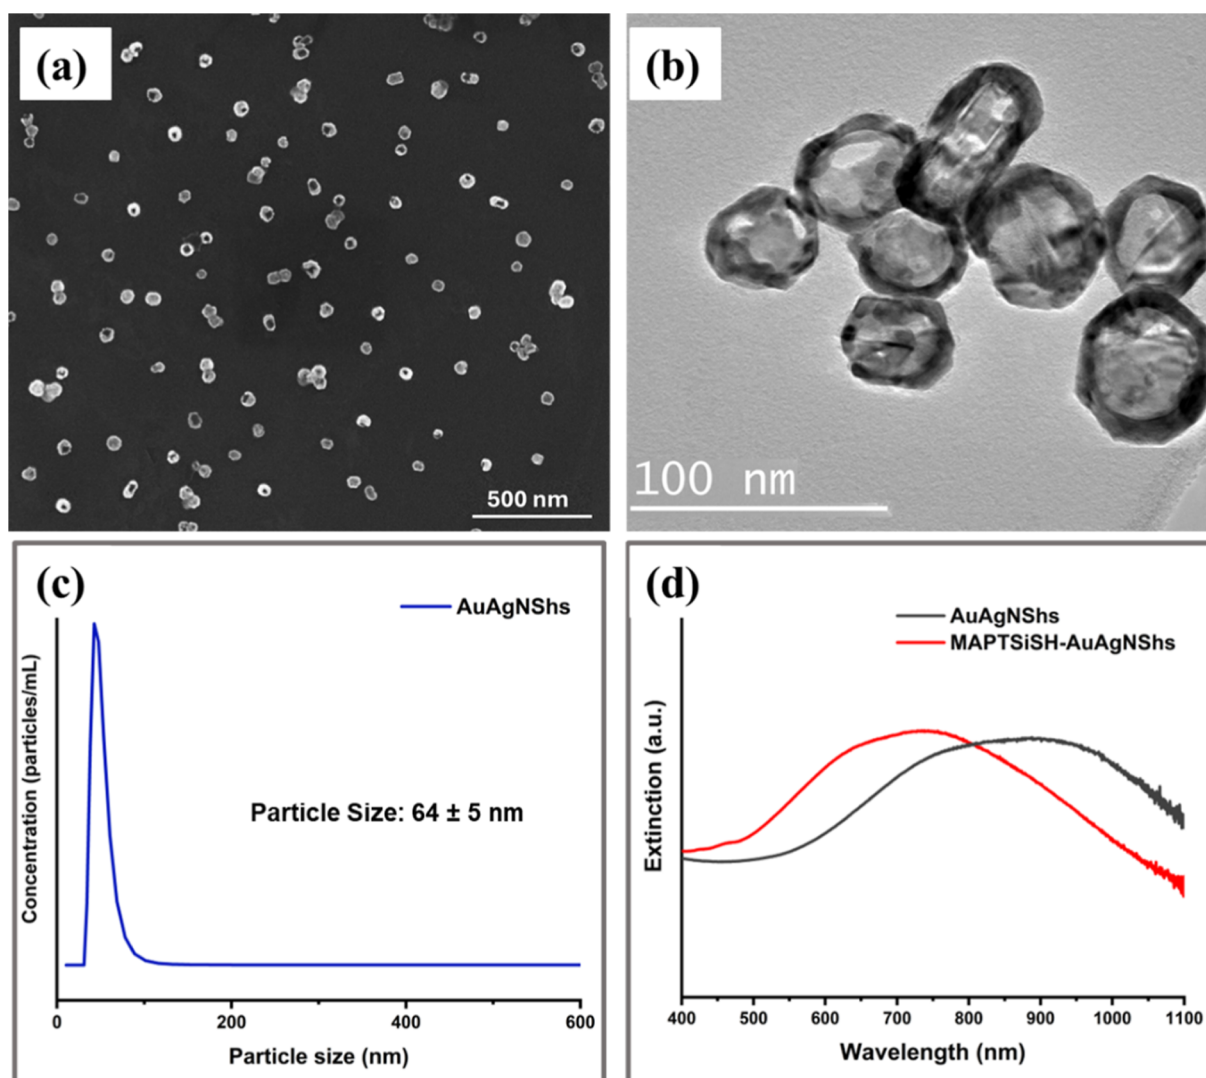 (a)
500 nm
(b)
100 nm
(c)
AuAgNShs
Concentration (particles/mL)
Particle Size: 64 ± 5 nm
0
200
400
600
Particle size (nm)
(d)
AuAgNShs
MAPTSiSH-AuAgNShs
Extinction (a.u.)
400
500
600
700
800
900
1000
1100
Wavelength (nm)